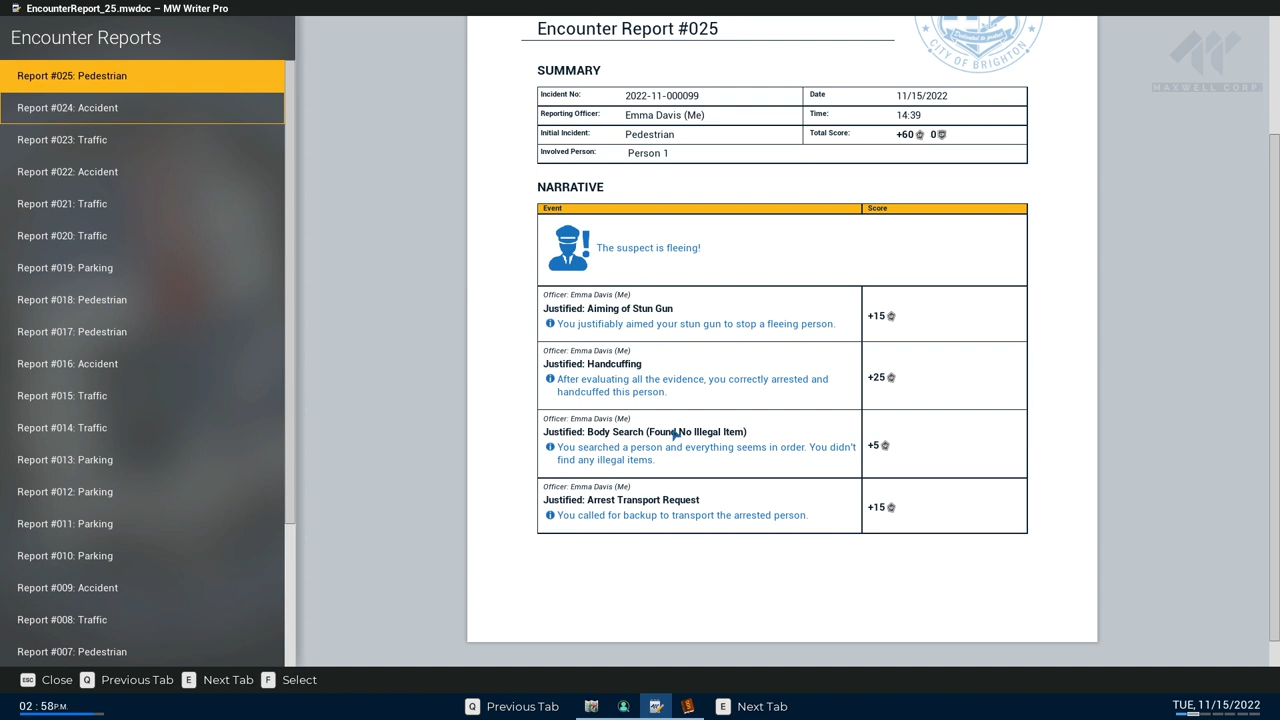 EncounterReport_25.mwdoc — MW Writer Pro
Encounter Reports
Report #025: Pedestrian
Report #024: Accident
Report #023: Traffic
Report #022: Accident
Report #021: Traffic
Report #020: Traffic
Report #019: Parking
Report #018: Pedestrian
Report #017: Pedestrian
Report #016: Accident
Report #015: Traffic
Report #014: Traffic
Report #013: Parking
Report #012: Parking
Report #011: Parking
Report #010: Parking
Report #009: Accident
Report #008: Traffic
Report #007: Pedestrian
Encounter Report #025
CITY OF BRIGHTON
MAXWELL CORP.
SUMMARY
Incident No: 2022-11-000099 Date 11/15/2022
Reporting Officer: Emma Davis (Me) Time: 14:39
Initial Incident: Pedestrian Total Score: +60 0
Involved Person: Person 1
NARRATIVE
Event Score
The suspect is fleeing!
Officer: Emma Davis (Me)
Justified: Aiming of Stun Gun
You justifiably aimed your stun gun to stop a fleeing person.
+15
Officer: Emma Davis (Me)
Justified: Handcuffing
After evaluating all the evidence, you correctly arrested and
handcuffed this person.
+25
Officer: Emma Davis (Me)
Justified: Body Search (Found No Illegal Item)
You searched a person and everything seems in order. You didn't
find any illegal items.
+5
Officer: Emma Davis (Me)
Justified: Arrest Transport Request
You called for backup to transport the arrested person.
+15
ESC Close Q Previous Tab E Next Tab F Select
02 : 58 P.M. Q Previous Tab E Next Tab TUE, 11/15/2022